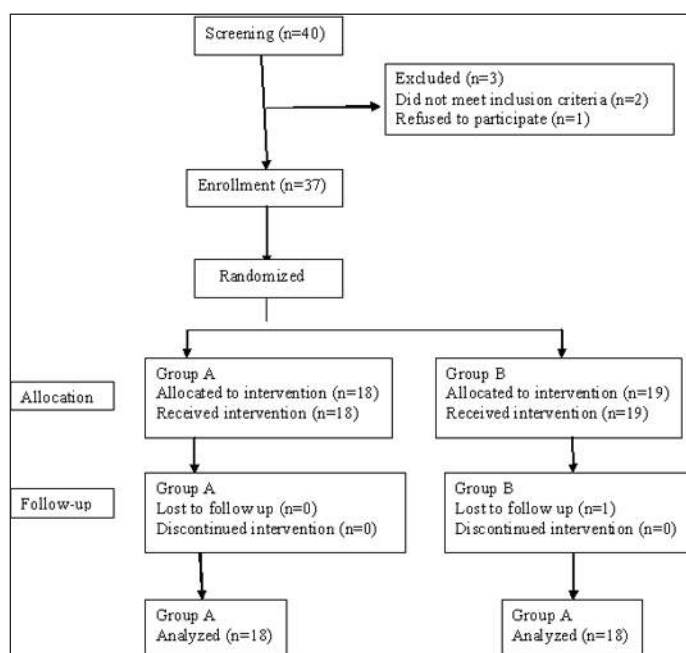 Screening (n=40)
Excluded (n=3)
Did not meet inclusion criteria (n=2)
Refused to participate (n=1)
Enrollment (n=37)
Randomized
Allocation
Group A
Allocated to intervention (n=18)
Received intervention (n=18)
Group B
Allocated to intervention (n=19)
Received intervention (n=19)
Follow-up
Group A
Lost to follow up (n=0)
Discontinued intervention (n=0)
Group B
Lost to follow up (n=1)
Discontinued intervention (n=0)
Group A
Analyzed (n=18)
Group A
Analyzed (n=18)